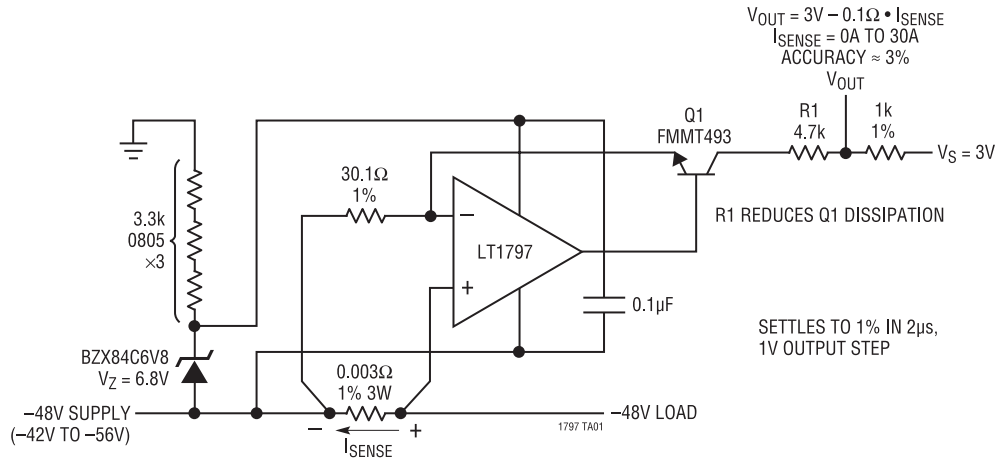 V_OUT = 3V – 0.1Ω • I_SENSE
I_SENSE = 0A TO 30A
ACCURACY ≈ 3%
V_OUT
Q1
FMMT493
R1
4.7k
1k
1%
V_S = 3V
R1 REDUCES Q1 DISSIPATION
30.1Ω
1%
–
+
LT1797
3.3k
0805
×3
0.1µF
SETTLES TO 1% IN 2µs,
1V OUTPUT STEP
BZX84C6V8
V_Z = 6.8V
0.003Ω
1% 3W
–48V SUPPLY
(–42V TO –56V)
–48V LOAD
– +
I_SENSE
1797 TA01